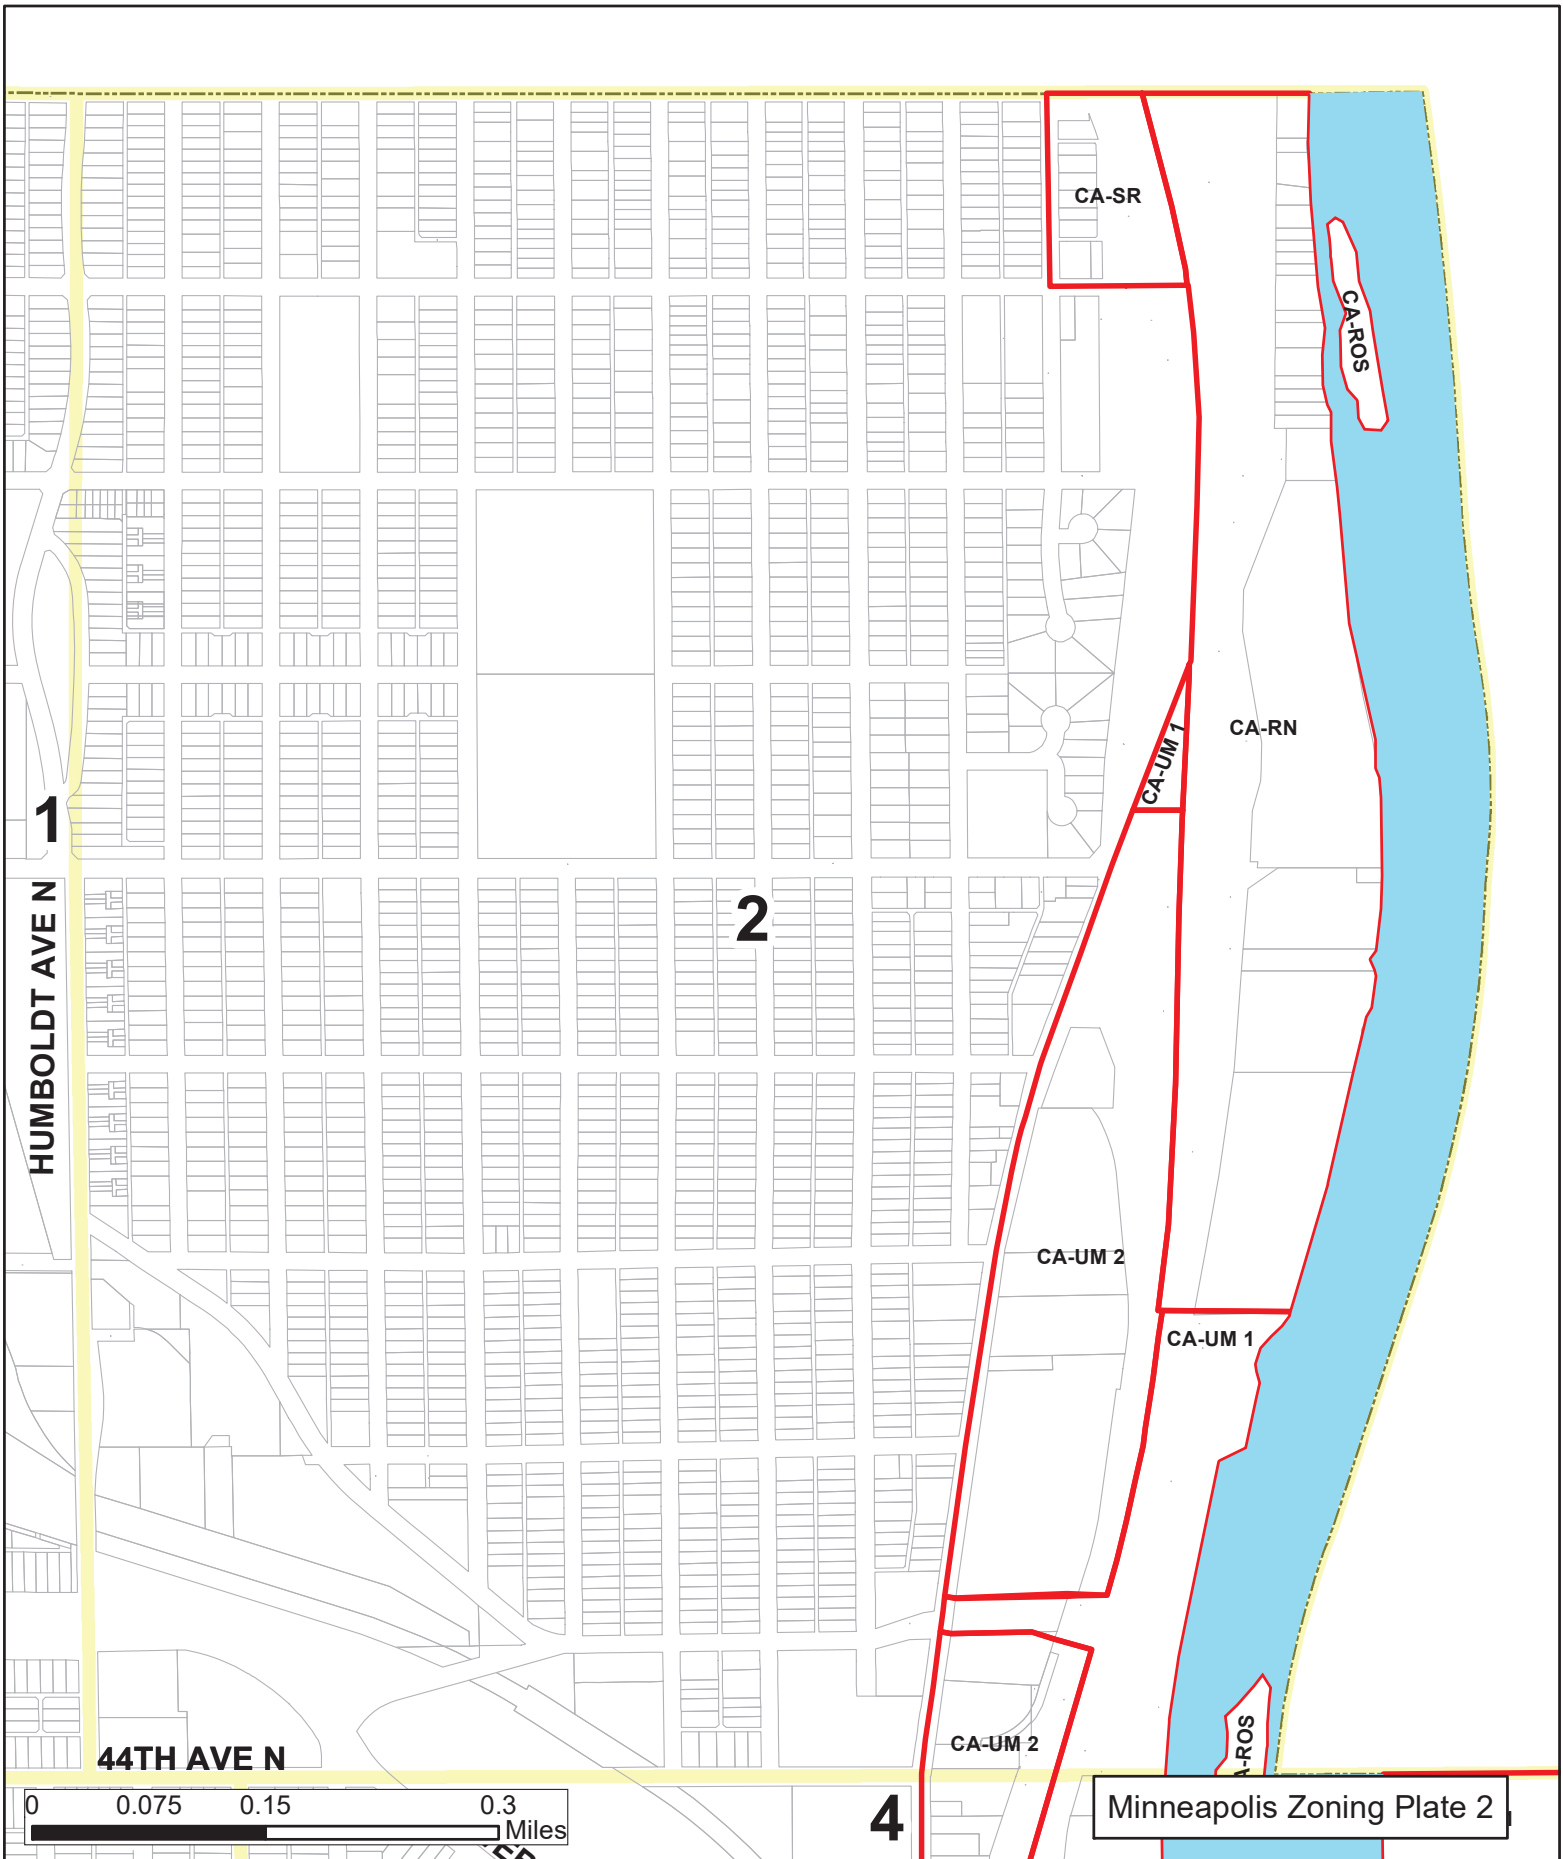 CA-SR
CA-ROS
CA-UM 1
CA-RN
1
2
HUMBOLDT AVE N
CA-UM 2
CA-UM 1
CA-UM 2
A-ROS
44TH AVE N
4
0 0.075 0.15 0.3
Miles
Minneapolis Zoning Plate 2